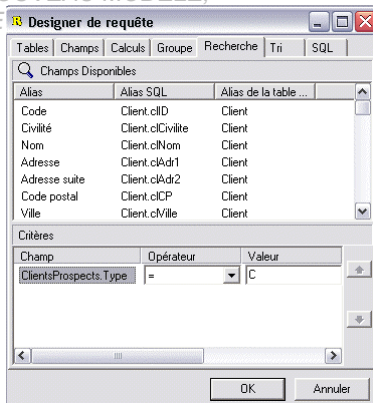 Designer de requête
Tables Champs Calculs Groupe Recherche Tri SQL
Champs Disponibles
Alias Alias SQL Alias de la table ...
Code Client.clID Client
Civilité Client.clCivilite Client
Nom Client.clNom Client
Adresse Client.clAdr1 Client
Adresse suite Client.clAdr2 Client
Code postal Client.clCP Client
Ville Client.clVille Client
Critères
Champ Opérateur Valeur
ClientsProspects.Type = C
OK Annuler